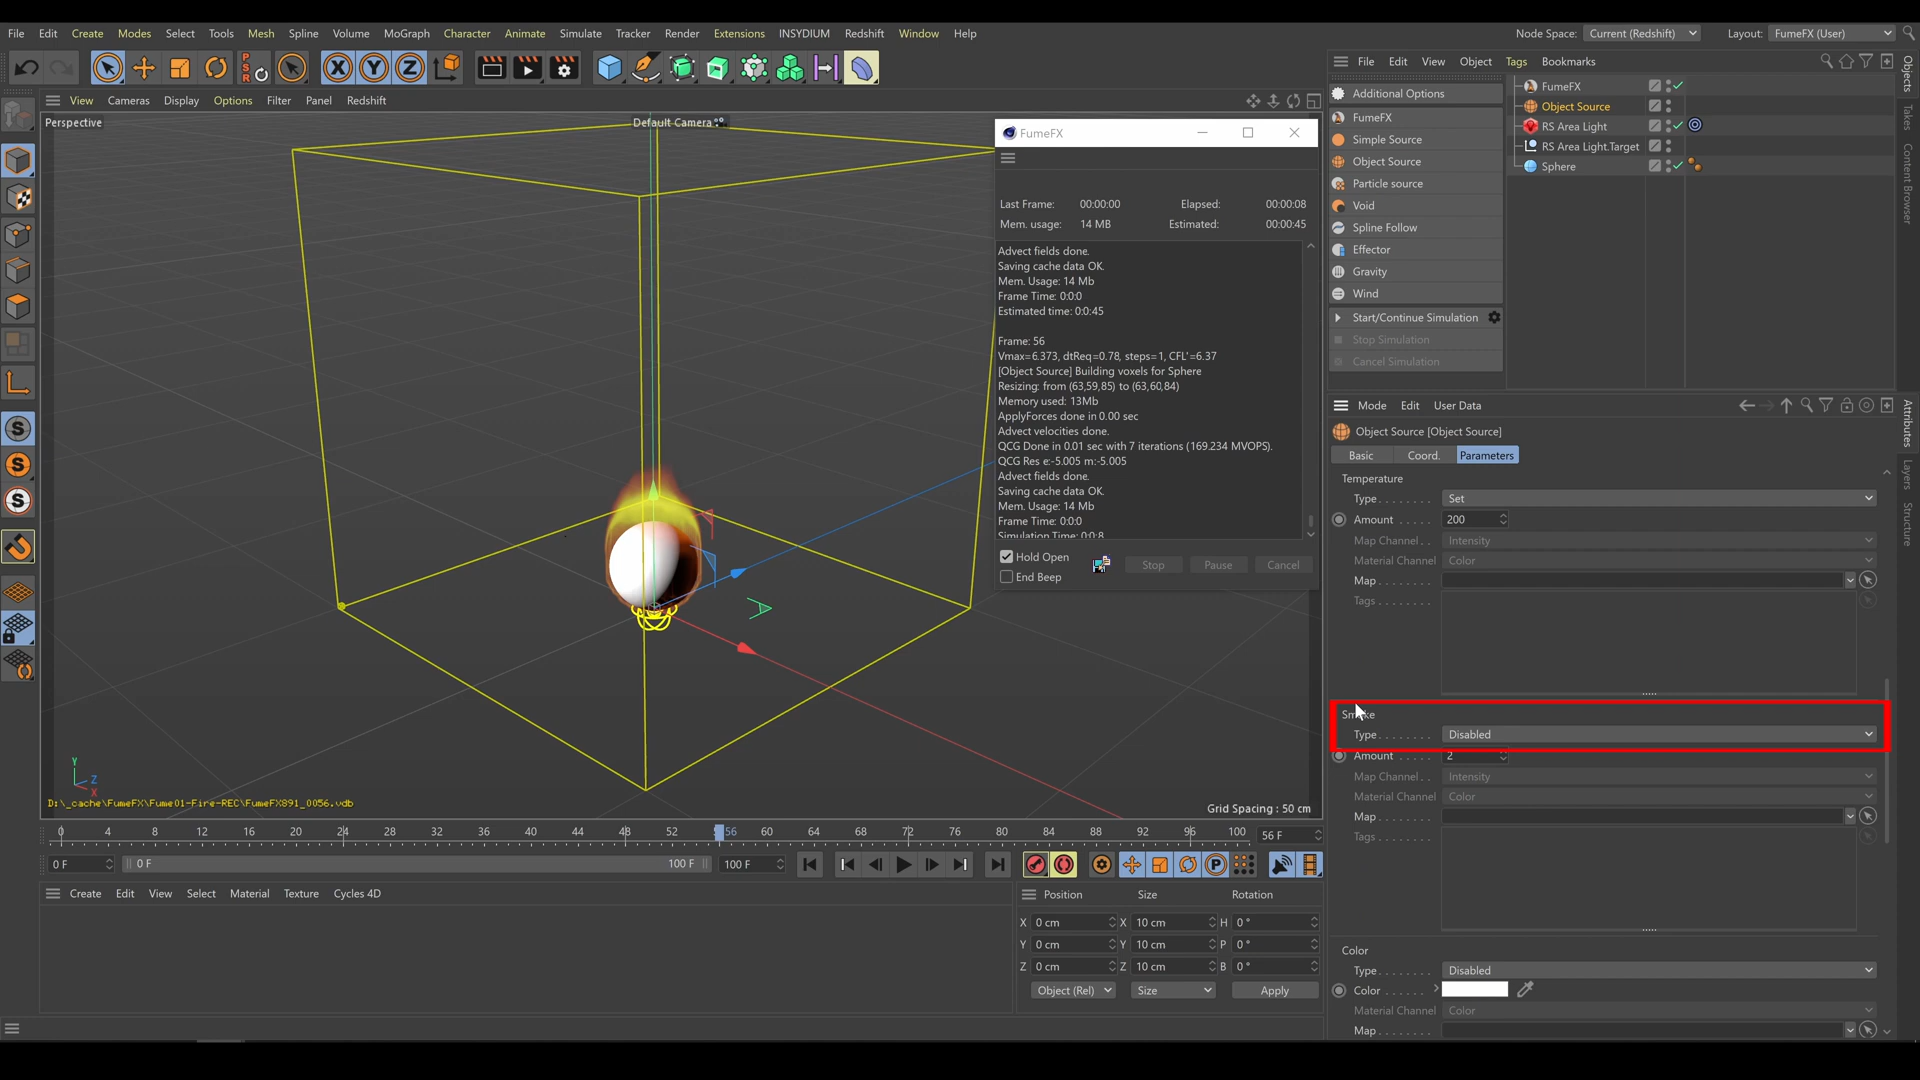 File Edit Create Modes Select Tools Mesh Spline Volume MoGraph Character Animate Simulate Tracker Render Redshift Extensions INSYDIUM Window Help Node Space: Current (Redshift) Layout: FumeFX (User)
PSR X Y Z
View Cameras Display Options Filter Panel Redshift
Perspective
Default Camera
FumeFX
Last Frame: 00:00:00 Elapsed: 00:00:08
Mem. usage: 14 MB Estimated: 00:00:45
Advect fields done.
Saving cache data OK.
Mem. Usage: 14 Mb
Frame Time: 0:0:0
Estimated time: 0:0:45
Frame: 56
Vmax=6.373, dtReq=0.78, steps=1, CFL'=6.37
[Object Source] Building voxels for Sphere
Resizing: from (63,59,85) to (63,60,84)
Memory used: 13Mb
ApplyForces done in 0.00 sec
Advect velocities done.
QCG Done in 0.01 sec with 7 iterations (169.234 MVOPS).
QCG Res e:-5.005 m:-5.005
Advect fields done.
Saving cache data OK.
Mem. Usage: 14 Mb
Frame Time: 0:0:0
Simulation Time: 0:0:8
Hold Open Stop Pause Cancel
End Beep
Y Z X
D:\_cache\FumeFX\Fume01-Fire-REC\FumeFX891_0056.vdb
Grid Spacing : 50 cm
0 4 8 12 16 20 24 28 32 36 40 44 48 52 56 60 64 68 72 76 80 84 88 92 96 100 56 F
0 F 0 F 100 F 100 F
Create Edit View Select Material Texture Cycles 4D
Position Size Rotation
X 0 cm X 10 cm H 0 °
Y 0 cm Y 10 cm P 0 °
Z 0 cm Z 10 cm B 0 °
Object (Rel) Size Apply
File Edit View Object Tags Bookmarks
Additional Options
FumeFX
Simple Source
Object Source
Particle source
Void
Spline Follow
Effector
Gravity
Wind
Start/Continue Simulation
Stop Simulation
Cancel Simulation
FumeFX
Object Source
RS Area Light
RS Area Light.Target
Sphere
Objects
Takes
Content Browser
Attributes
Layers
Structure
Mode Edit User Data
Object Source [Object Source]
Basic Coord. Parameters
Temperature
Type Set
Amount 200
Map Channel Intensity
Material Channel Color
Map
Tags
Smoke
Type Disabled
Amount 2
Map Channel Intensity
Material Channel Color
Map
Tags
Color
Type Disabled
Color
Material Channel Color
Map